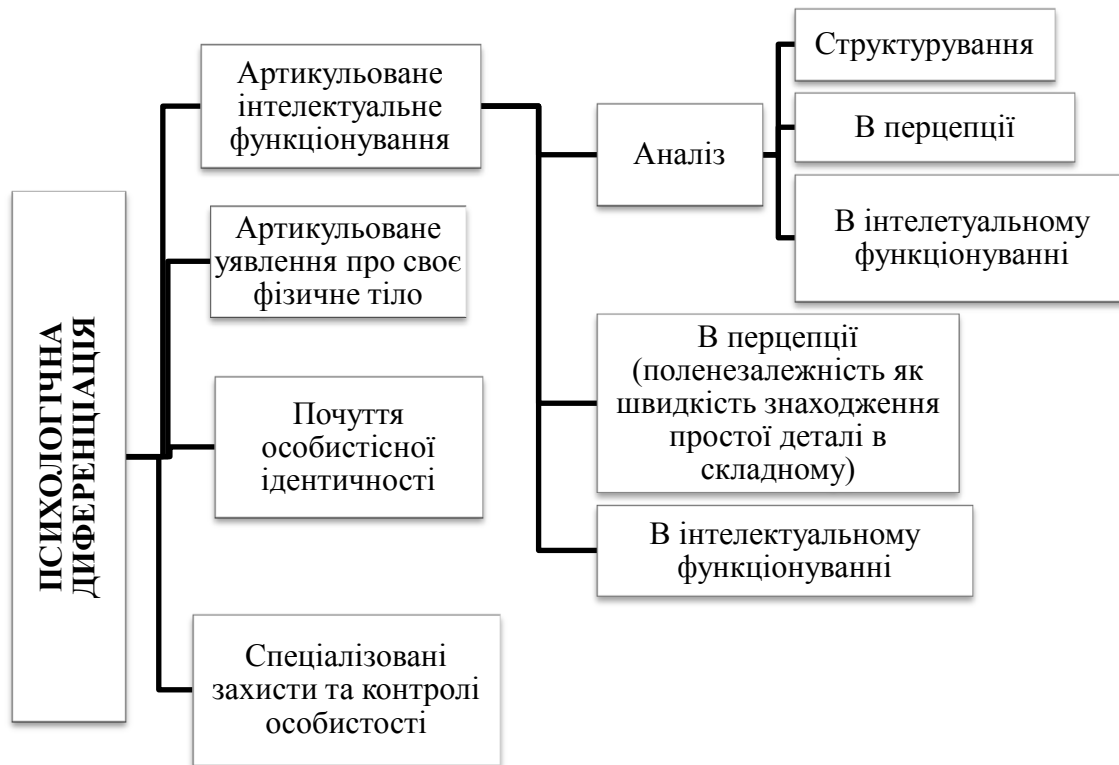 ПСИХОЛОГІЧНА
ДИФЕРЕНЦІАЦІЯ
Артикульоване
інтелектуальне
функціонування
Артикульоване
уявлення про своє
фізичне тіло
Почуття
особистісної
ідентичності
Спеціалізовані
захисти та контролі
особистості
Аналіз
В перцепції
(поленезалежність як
швидкість знаходження
простої деталі в
складному)
В інтелектуальному
функціонуванні
Структурування
В перцепції
В інтелетуальному
функціонуванні